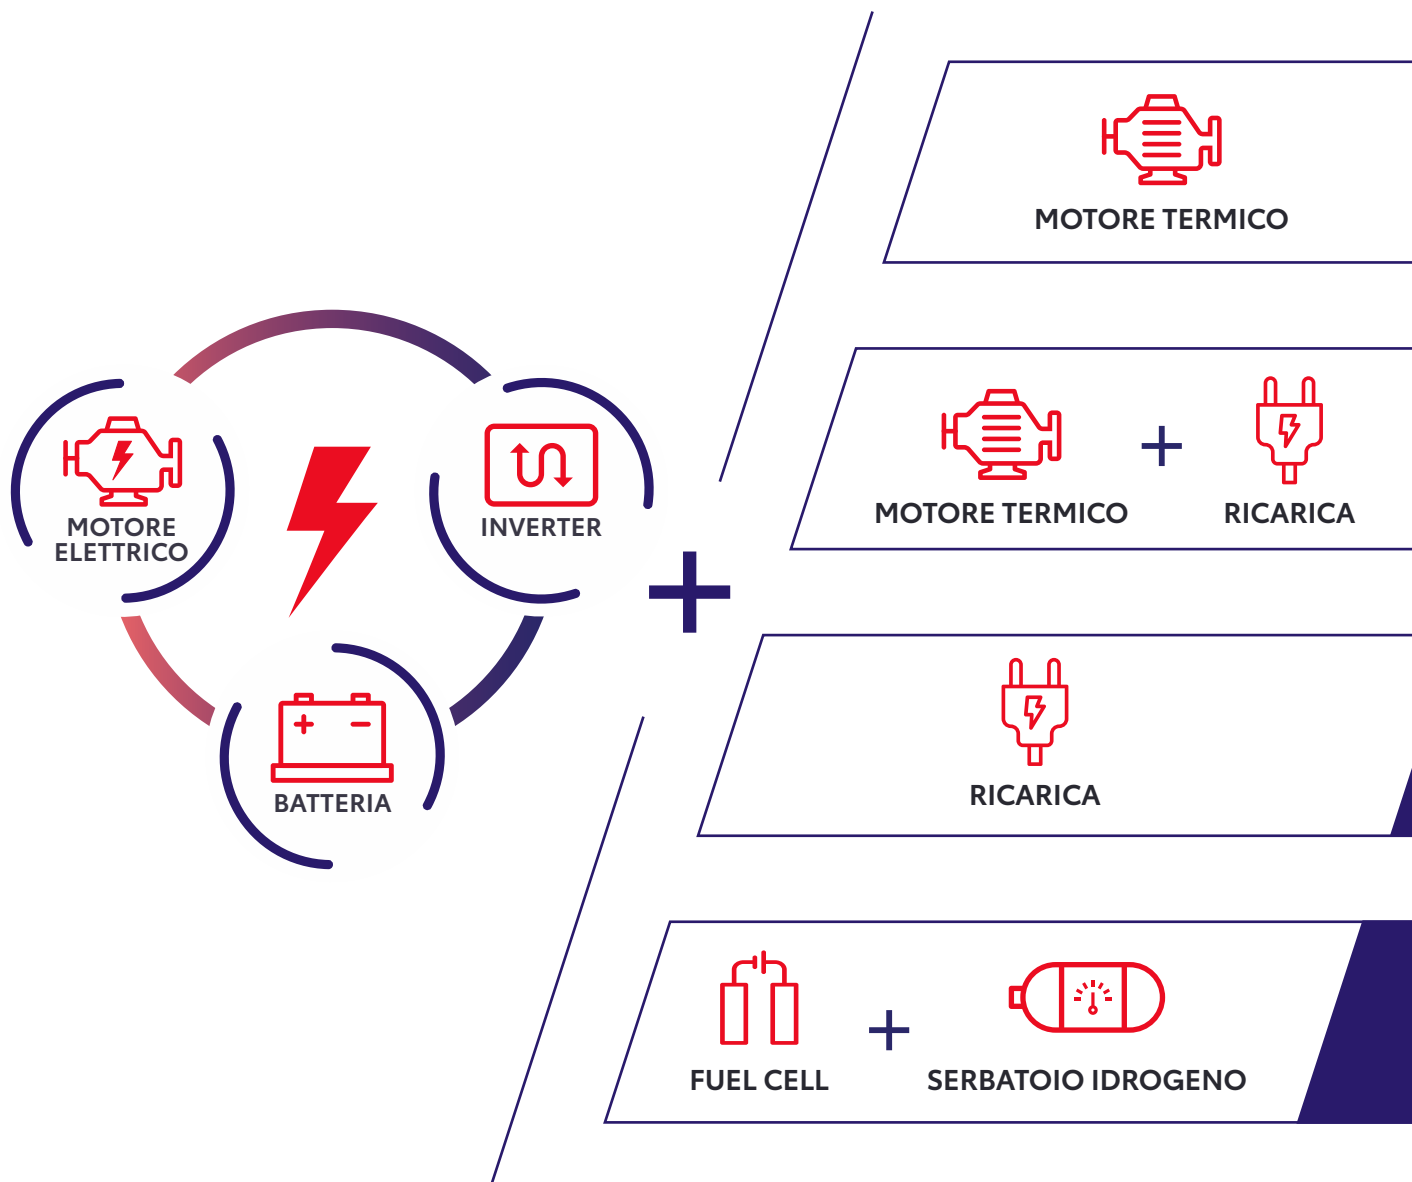 MOTORE
ELETTRICO
INVERTER
BATTERIA
MOTORE TERMICO
MOTORE TERMICO + RICARICA
RICARICA
FUEL CELL + SERBATOIO IDROGENO